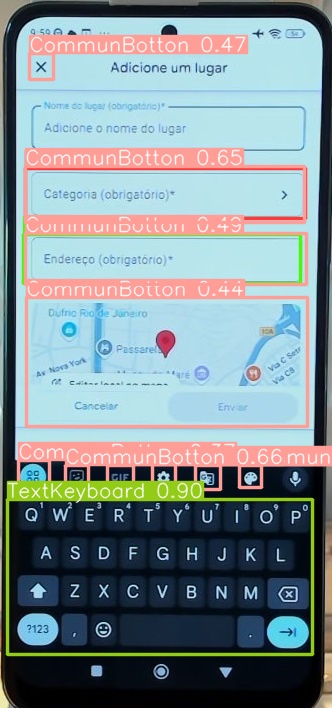 9:59
CommunBotton 0.47
Adicione um lugar
Nome do lugar (obrigatório)*
Adicione o nome do lugar
CommunBotton 0.65
Categoria (obrigatório)*
CommunBotton 0.49
Endereço (obrigatório)*
CommunBotton 0.44
Dufrio Rio de Janeiro
10A
Passarela
Av. Nova York
Via C
Via C8
Editar local no mapa
Cancelar
Enviar
Com
CommunBotton 0.66
mun
GIF
TextKeyboard 0.90
Q W E R T Y U I O P
1 2 3 4 5 6 7 8 9 0
A S D F G H J K L
Z X C V B N M
?123 , .